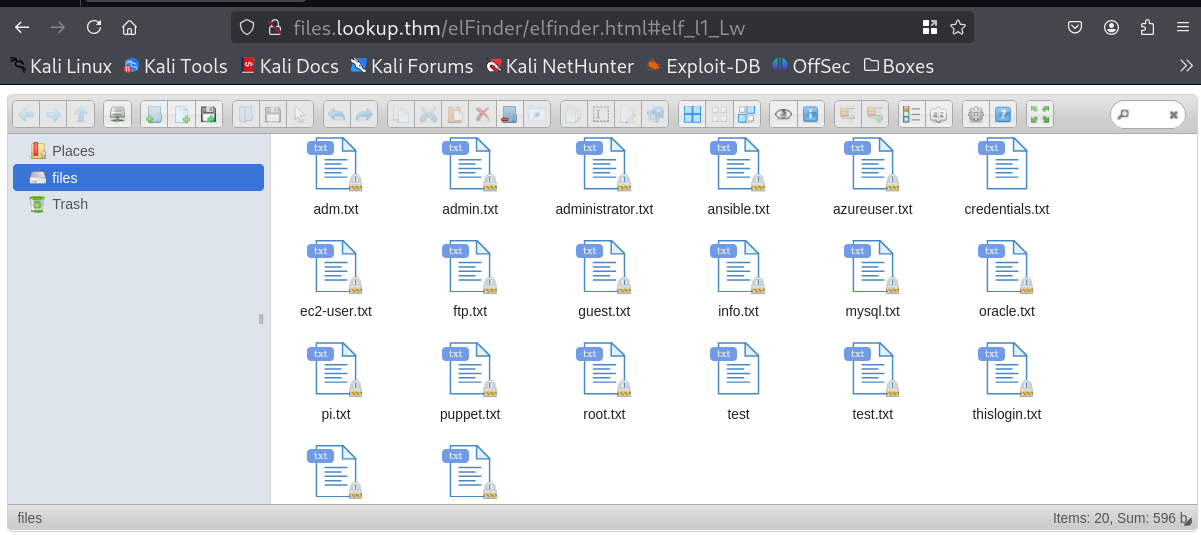 files.lookup.thm/elFinder/elfinder.html#elf_l1_Lw
Kali Linux Kali Tools Kali Docs Kali Forums Kali NetHunter Exploit-DB OffSec Boxes
Places
files
Trash
txt txt txt txt txt txt
adm.txt admin.txt administrator.txt ansible.txt azureuser.txt credentials.txt
txt txt txt txt txt txt
ec2-user.txt ftp.txt guest.txt info.txt mysql.txt oracle.txt
txt txt txt txt txt txt
pi.txt puppet.txt root.txt test test.txt thislogin.txt
txt txt
files Items: 20, Sum: 596 b